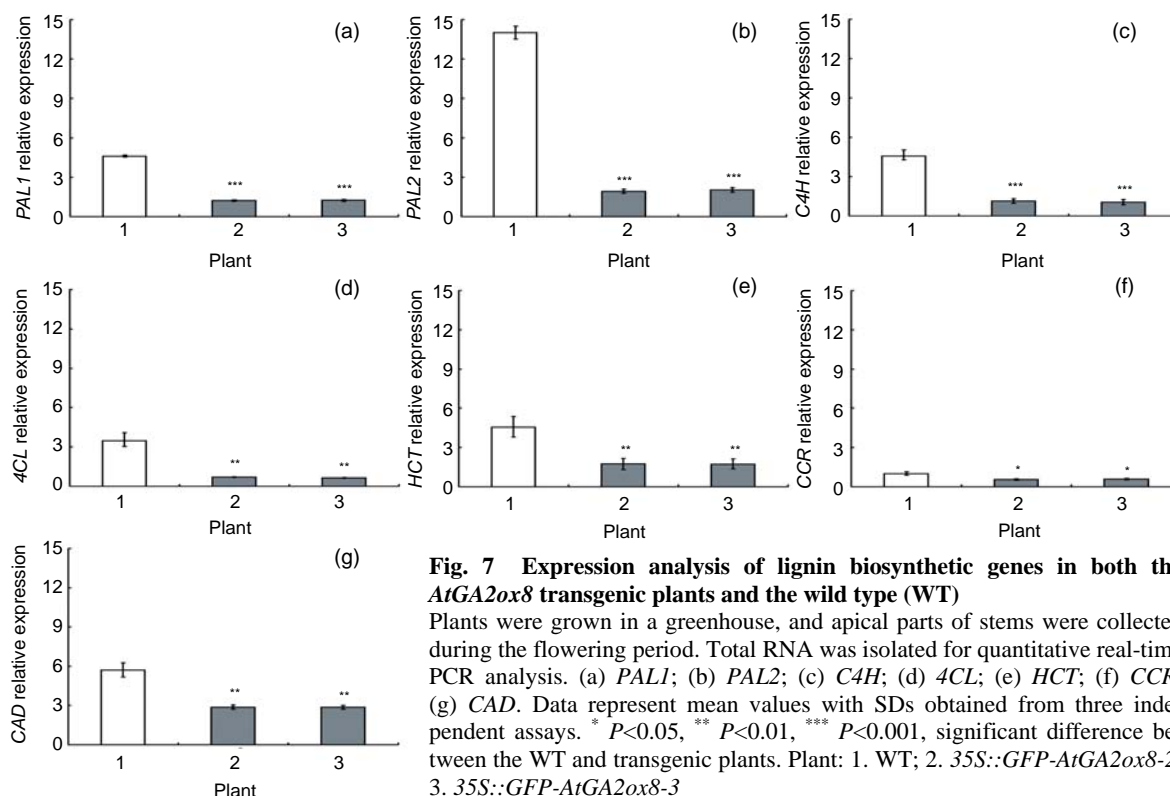 (a)
PAL1 relative expression
15
12
9
6
3
0
***
***
1 2 3
Plant
(b)
PAL2 relative expression
15
12
9
6
3
0
***
***
1 2 3
Plant
(c)
C4H relative expression
15
12
9
6
3
0
***
***
1 2 3
Plant
(d)
4CL relative expression
15
12
9
6
3
0
**
**
1 2 3
Plant
(e)
HCT relative expression
15
12
9
6
3
0
**
**
1 2 3
Plant
(f)
CCR relative expression
15
12
9
6
3
0
*
*
1 2 3
Plant
(g)
CAD relative expression
15
12
9
6
3
0
**
**
1 2 3
Plant
Fig. 7 Expression analysis of lignin biosynthetic genes in both th
AtGA2ox8 transgenic plants and the wild type (WT)
Plants were grown in a greenhouse, and apical parts of stems were collecte
during the flowering period. Total RNA was isolated for quantitative real-tim
PCR analysis. (a) PAL1; (b) PAL2; (c) C4H; (d) 4CL; (e) HCT; (f) CCR
(g) CAD. Data represent mean values with SDs obtained from three inde
pendent assays. * P<0.05, ** P<0.01, *** P<0.001, significant difference be
tween the WT and transgenic plants. Plant: 1. WT; 2. 35S::GFP-AtGA2ox8-2
3. 35S::GFP-AtGA2ox8-3